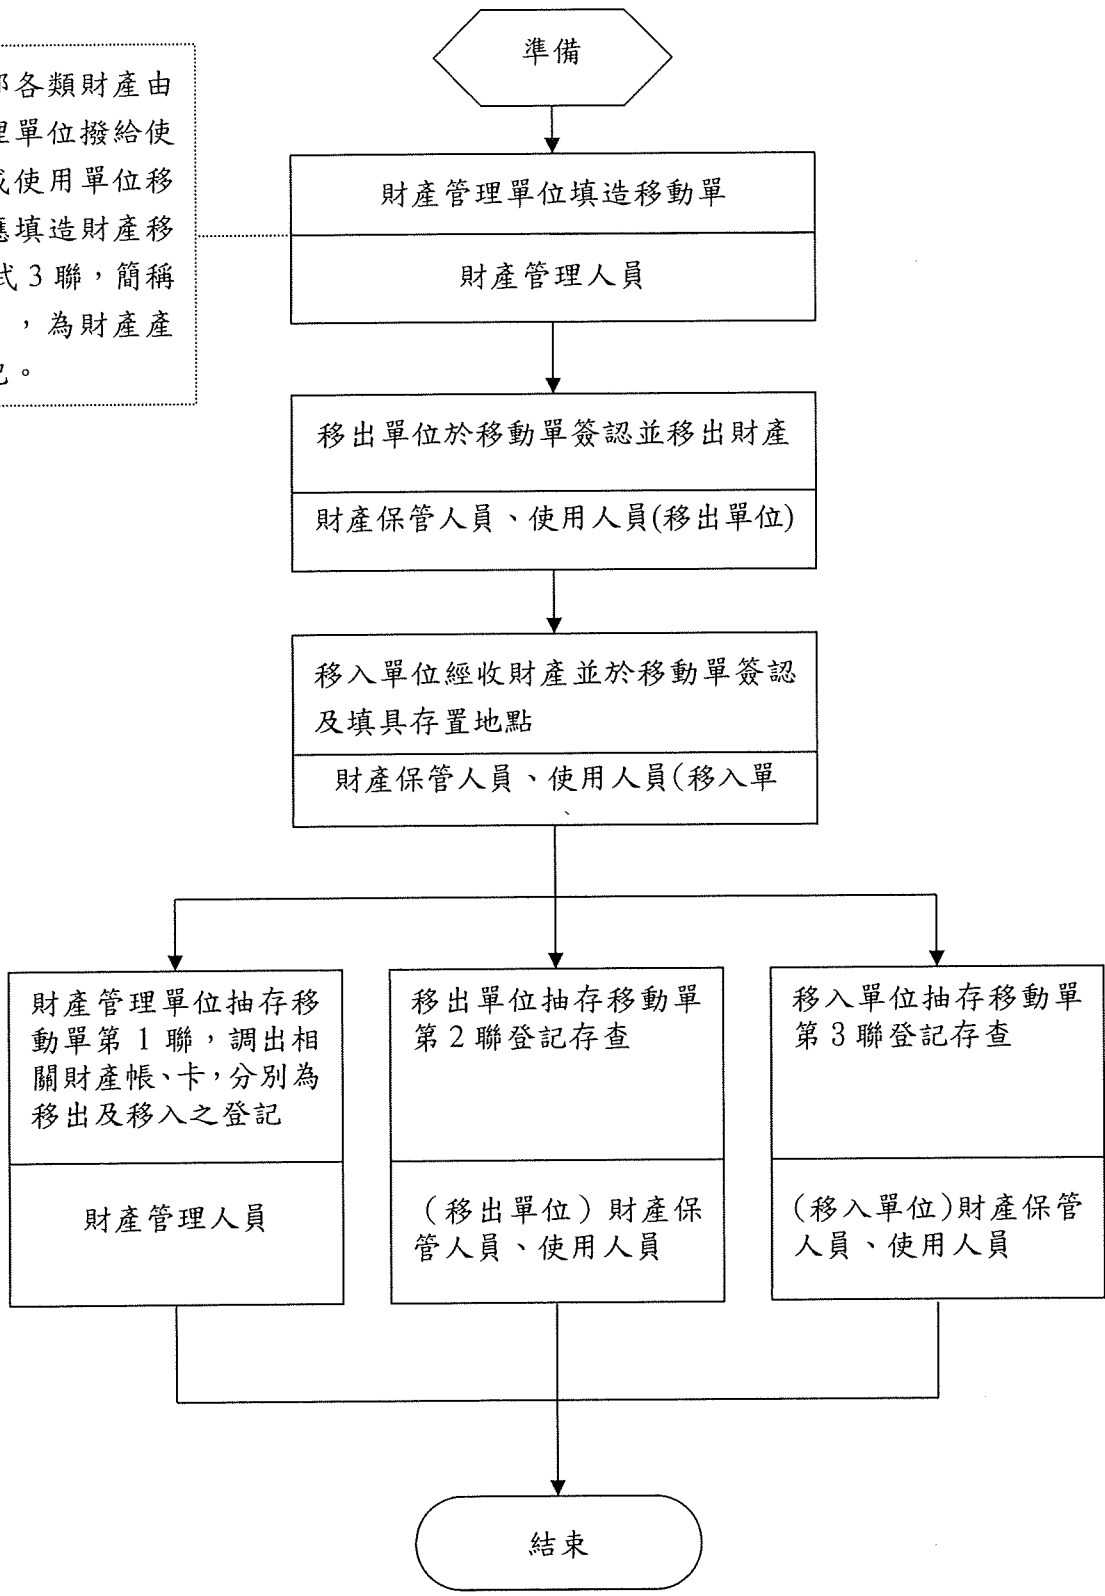 準備
部各類財產由
理單位撥給使
或使用單位移
應填造財產移
式3聯，簡稱
），為財產產
記。
財產管理單位填造移動單
財產管理人員
移出單位於移動單簽認並移出財產
財產保管人員、使用人員(移出單位)
移入單位經收財產並於移動單簽認
及填具存置地點
財產保管人員、使用人員(移入單
財產管理單位抽存移
動單第1聯，調出相
關財產帳、卡，分別為
移出及移入之登記
財產管理人員
移出單位抽存移動單
第2聯登記存查
（移出單位）財產保
管人員、使用人員
移入單位抽存移動單
第3聯登記存查
(移入單位)財產保管
人員、使用人員
結束